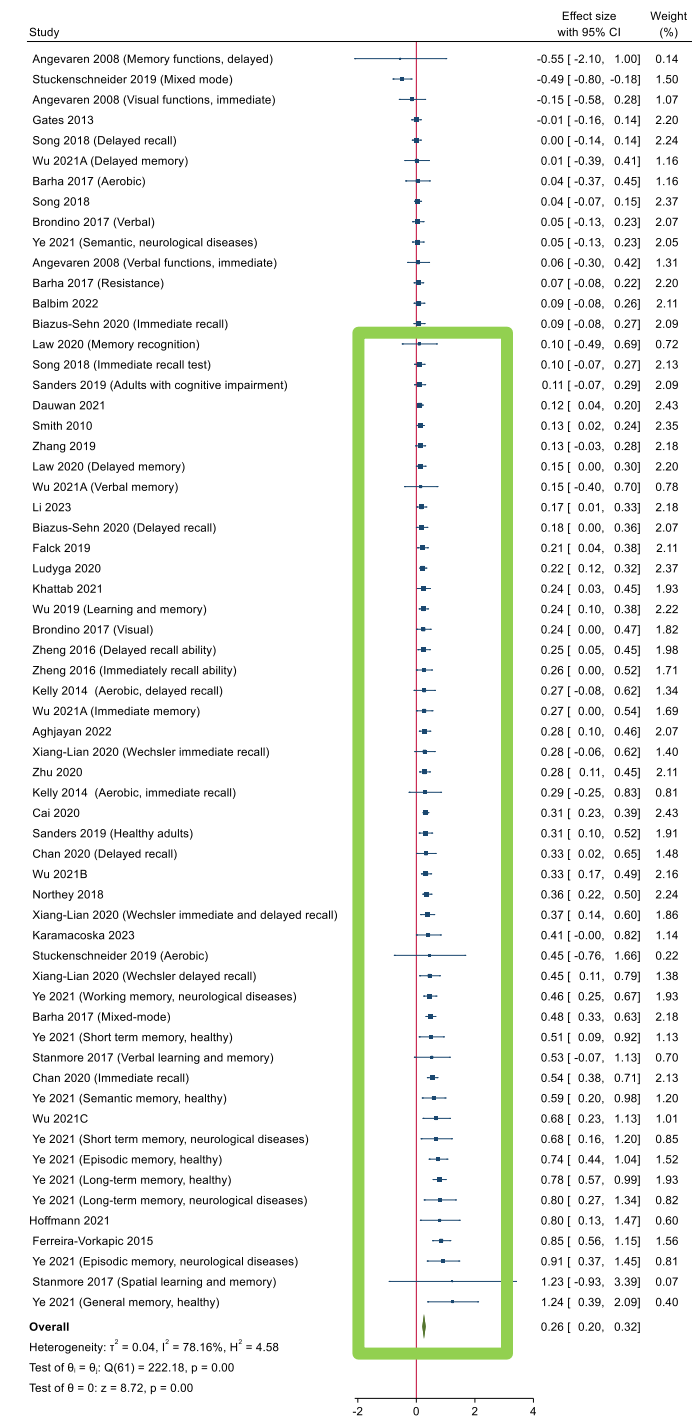 Effect size Weight
Study with 95% CI (%)
Angevaren 2008 (Memory functions, delayed) -0.55 [ -2.10, 1.00] 0.14
Stuckenschneider 2019 (Mixed mode) -0.49 [ -0.80, -0.18] 1.50
Angevaren 2008 (Visual functions, immediate) -0.15 [ -0.58, 0.28] 1.07
Gates 2013 -0.01 [ -0.16, 0.14] 2.20
Song 2018 (Delayed recall) 0.00 [ -0.14, 0.14] 2.24
Wu 2021A (Delayed memory) 0.01 [ -0.39, 0.41] 1.16
Barha 2017 (Aerobic) 0.04 [ -0.37, 0.45] 1.16
Song 2018 0.04 [ -0.07, 0.15] 2.37
Brondino 2017 (Verbal) 0.05 [ -0.13, 0.23] 2.07
Ye 2021 (Semantic, neurological diseases) 0.05 [ -0.13, 0.23] 2.05
Angevaren 2008 (Verbal functions, immediate) 0.06 [ -0.30, 0.42] 1.31
Barha 2017 (Resistance) 0.07 [ -0.08, 0.22] 2.20
Balbim 2022 0.09 [ -0.08, 0.26] 2.11
Biazus-Sehn 2020 (Immediate recall) 0.09 [ -0.08, 0.27] 2.09
Law 2020 (Memory recognition) 0.10 [ -0.49, 0.69] 0.72
Song 2018 (Immediate recall test) 0.10 [ -0.07, 0.27] 2.13
Sanders 2019 (Adults with cognitive impairment) 0.11 [ -0.07, 0.29] 2.09
Dauwan 2021 0.12 [ 0.04, 0.20] 2.43
Smith 2010 0.13 [ 0.02, 0.24] 2.35
Zhang 2019 0.13 [ -0.03, 0.28] 2.18
Law 2020 (Delayed memory) 0.15 [ 0.00, 0.30] 2.20
Wu 2021A (Verbal memory) 0.15 [ -0.40, 0.70] 0.78
Li 2023 0.17 [ 0.01, 0.33] 2.18
Biazus-Sehn 2020 (Delayed recall) 0.18 [ 0.00, 0.36] 2.07
Falck 2019 0.21 [ 0.04, 0.38] 2.11
Ludyga 2020 0.22 [ 0.12, 0.32] 2.37
Khattab 2021 0.24 [ 0.03, 0.45] 1.93
Wu 2019 (Learning and memory) 0.24 [ 0.10, 0.38] 2.22
Brondino 2017 (Visual) 0.24 [ 0.00, 0.47] 1.82
Zheng 2016 (Delayed recall ability) 0.25 [ 0.05, 0.45] 1.98
Zheng 2016 (Immediately recall ability) 0.26 [ 0.00, 0.52] 1.71
Kelly 2014 (Aerobic, delayed recall) 0.27 [ -0.08, 0.62] 1.34
Wu 2021A (Immediate memory) 0.27 [ 0.00, 0.54] 1.69
Aghjayan 2022 0.28 [ 0.10, 0.46] 2.07
Xiang-Lian 2020 (Wechsler immediate recall) 0.28 [ -0.06, 0.62] 1.40
Zhu 2020 0.28 [ 0.11, 0.45] 2.11
Kelly 2014 (Aerobic, immediate recall) 0.29 [ -0.25, 0.83] 0.81
Cai 2020 0.31 [ 0.23, 0.39] 2.43
Sanders 2019 (Healthy adults) 0.31 [ 0.10, 0.52] 1.91
Chan 2020 (Delayed recall) 0.33 [ 0.02, 0.65] 1.48
Wu 2021B 0.33 [ 0.17, 0.49] 2.16
Northey 2018 0.36 [ 0.22, 0.50] 2.24
Xiang-Lian 2020 (Wechsler immediate and delayed recall) 0.37 [ 0.14, 0.60] 1.86
Karamacoska 2023 0.41 [ -0.00, 0.82] 1.14
Stuckenschneider 2019 (Aerobic) 0.45 [ -0.76, 1.66] 0.22
Xiang-Lian 2020 (Wechsler delayed recall) 0.45 [ 0.11, 0.79] 1.38
Ye 2021 (Working memory, neurological diseases) 0.46 [ 0.25, 0.67] 1.93
Barha 2017 (Mixed-mode) 0.48 [ 0.33, 0.63] 2.18
Ye 2021 (Short term memory, healthy) 0.51 [ 0.09, 0.92] 1.13
Stanmore 2017 (Verbal learning and memory) 0.53 [ -0.07, 1.13] 0.70
Chan 2020 (Immediate recall) 0.54 [ 0.38, 0.71] 2.13
Ye 2021 (Semantic memory, healthy) 0.59 [ 0.20, 0.98] 1.20
Wu 2021C 0.68 [ 0.23, 1.13] 1.01
Ye 2021 (Short term memory, neurological diseases) 0.68 [ 0.16, 1.20] 0.85
Ye 2021 (Episodic memory, healthy) 0.74 [ 0.44, 1.04] 1.52
Ye 2021 (Long-term memory, healthy) 0.78 [ 0.57, 0.99] 1.93
Ye 2021 (Long-term memory, neurological diseases) 0.80 [ 0.27, 1.34] 0.82
Hoffmann 2021 0.80 [ 0.13, 1.47] 0.60
Ferreira-Vorkapic 2015 0.85 [ 0.56, 1.15] 1.56
Ye 2021 (Episodic memory, neurological diseases) 0.91 [ 0.37, 1.45] 0.81
Stanmore 2017 (Spatial learning and memory) 1.23 [ -0.93, 3.39] 0.07
Ye 2021 (General memory, healthy) 1.24 [ 0.39, 2.09] 0.40
Overall 0.26 [ 0.20, 0.32]
Heterogeneity: τ² = 0.04, I² = 78.16%, H² = 4.58
Test of θᵢ = θⱼ: Q(61) = 222.18, p = 0.00
Test of θ = 0: z = 8.72, p = 0.00
-2 0 2 4